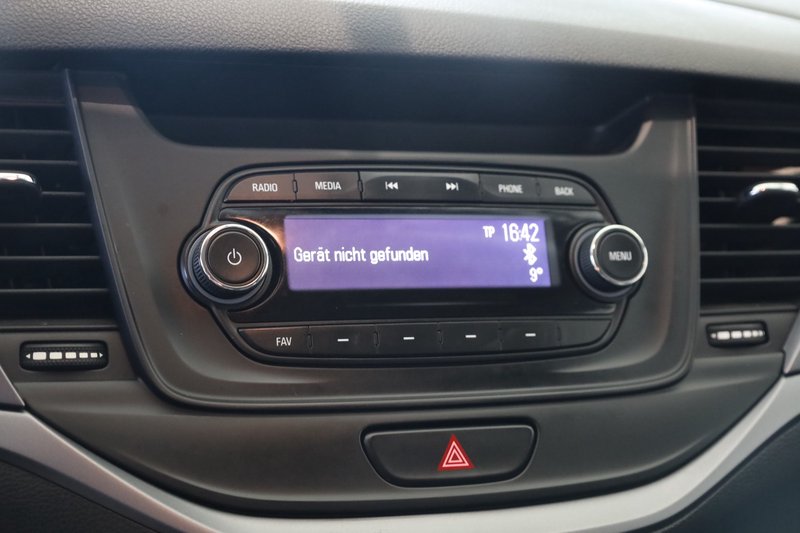 RADIO MEDIA PHONE BACK
TP 16:42
Gerät nicht gefunden
9°
MENU
FAV